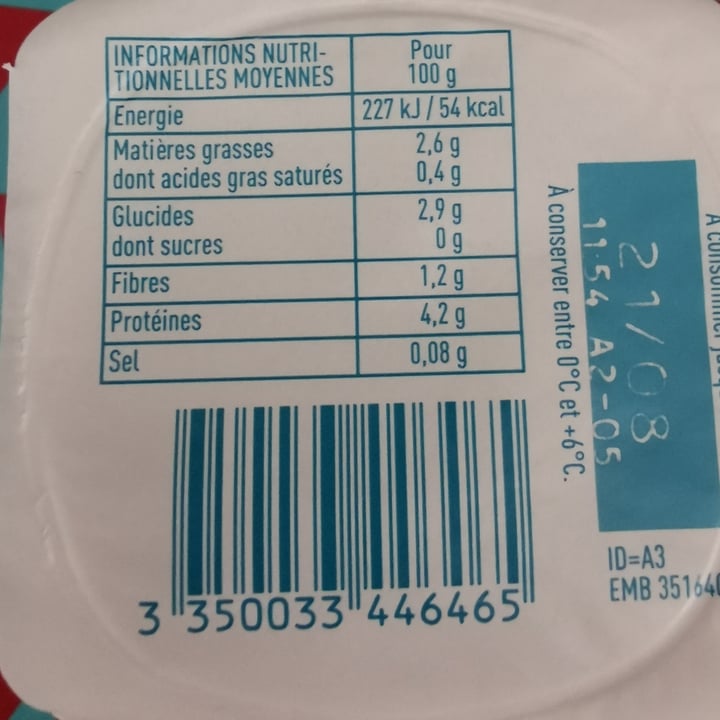 INFORMATIONS NUTRI-
TIONNELLES MOYENNES
Pour
100 g
Energie 227 kJ / 54 kcal
Matières grasses 2,6 g
dont acides gras saturés 0,4 g
Glucides 2,9 g
dont sucres 0 g
Fibres 1,2 g
Protéines 4,2 g
Sel 0,08 g
3 350033 446465
À conserver entre 0°C et +6°C.
21/08
11:54 A2-05
ID=A3
EMB 35164